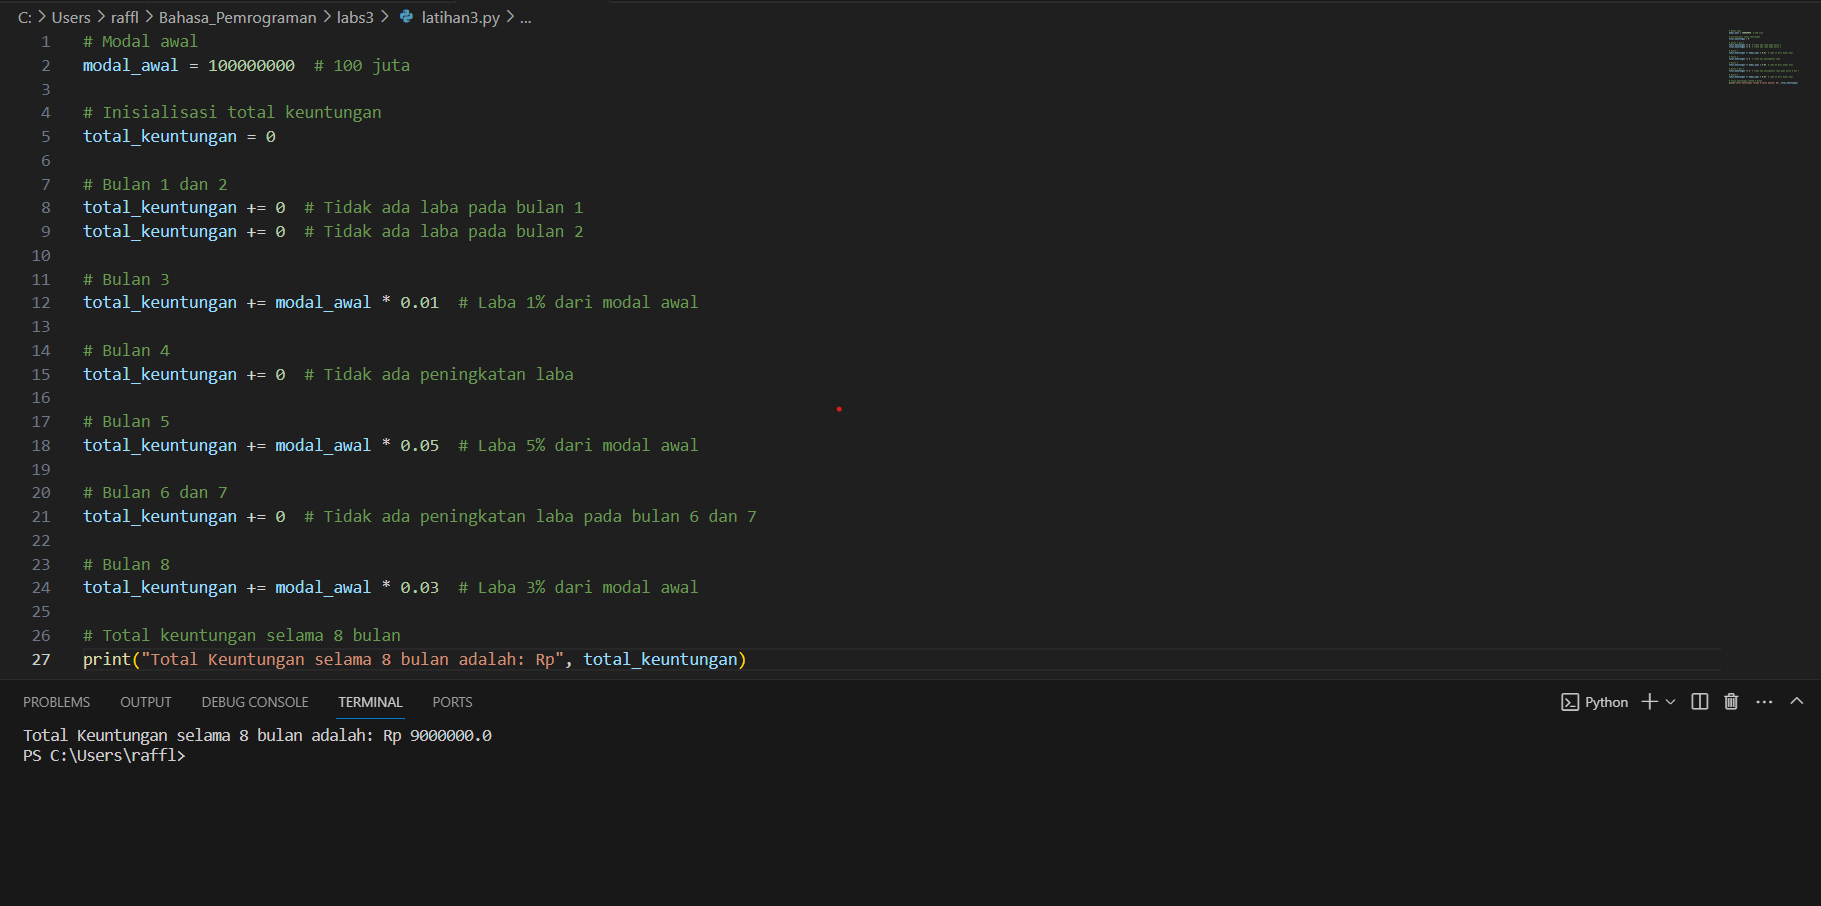 C: > Users > raffl > Bahasa_Pemrograman > labs3 > latihan3.py > ...
1 # Modal awal
2 modal_awal = 100000000  # 100 juta
3
4 # Inisialisasi total keuntungan
5 total_keuntungan = 0
6
7 # Bulan 1 dan 2
8 total_keuntungan += 0  # Tidak ada laba pada bulan 1
9 total_keuntungan += 0  # Tidak ada laba pada bulan 2
10
11 # Bulan 3
12 total_keuntungan += modal_awal * 0.01  # Laba 1% dari modal awal
13
14 # Bulan 4
15 total_keuntungan += 0  # Tidak ada peningkatan laba
16
17 # Bulan 5
18 total_keuntungan += modal_awal * 0.05  # Laba 5% dari modal awal
19
20 # Bulan 6 dan 7
21 total_keuntungan += 0  # Tidak ada peningkatan laba pada bulan 6 dan 7
22
23 # Bulan 8
24 total_keuntungan += modal_awal * 0.03  # Laba 3% dari modal awal
25
26 # Total keuntungan selama 8 bulan
27 print("Total Keuntungan selama 8 bulan adalah: Rp", total_keuntungan)
PROBLEMS OUTPUT DEBUG CONSOLE TERMINAL PORTS Python
Total Keuntungan selama 8 bulan adalah: Rp 9000000.0
PS C:\Users\raffl>